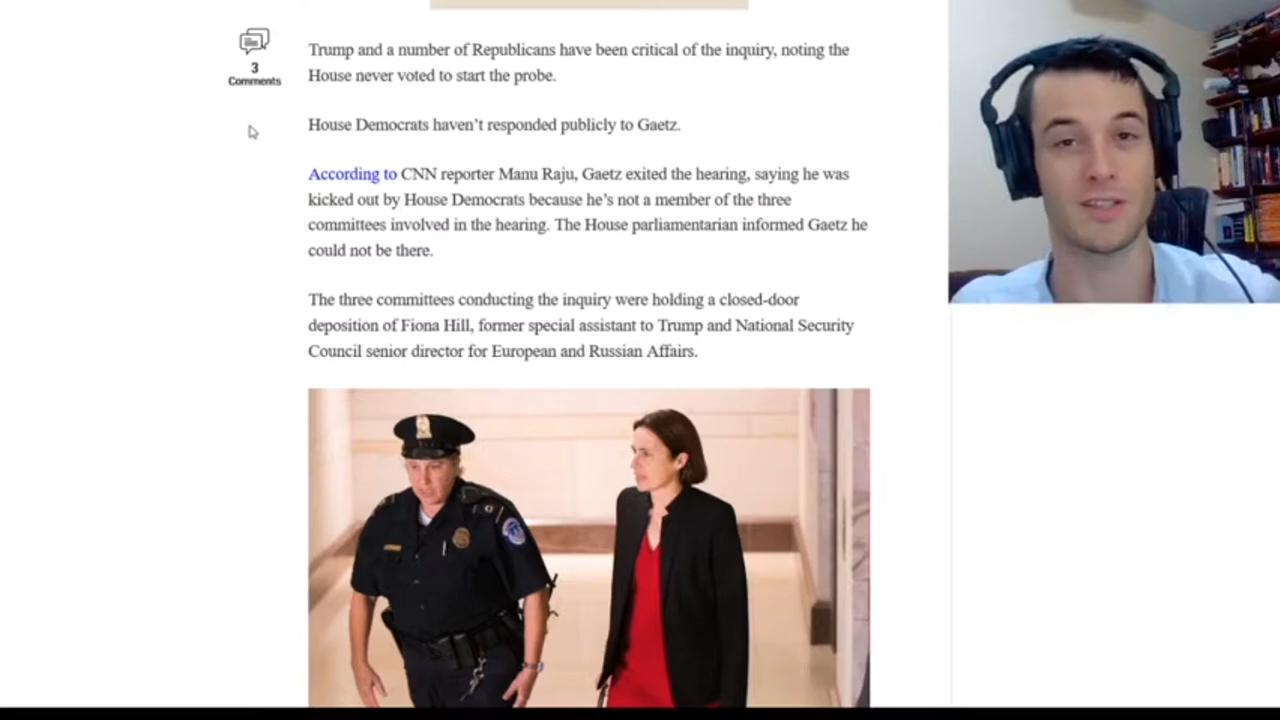 3
Comments
Trump and a number of Republicans have been critical of the inquiry, noting the
House never voted to start the probe.
House Democrats haven’t responded publicly to Gaetz.
According to CNN reporter Manu Raju, Gaetz exited the hearing, saying he was
kicked out by House Democrats because he’s not a member of the three
committees involved in the hearing. The House parliamentarian informed Gaetz he
could not be there.
The three committees conducting the inquiry were holding a closed-door
deposition of Fiona Hill, former special assistant to Trump and National Security
Council senior director for European and Russian Affairs.